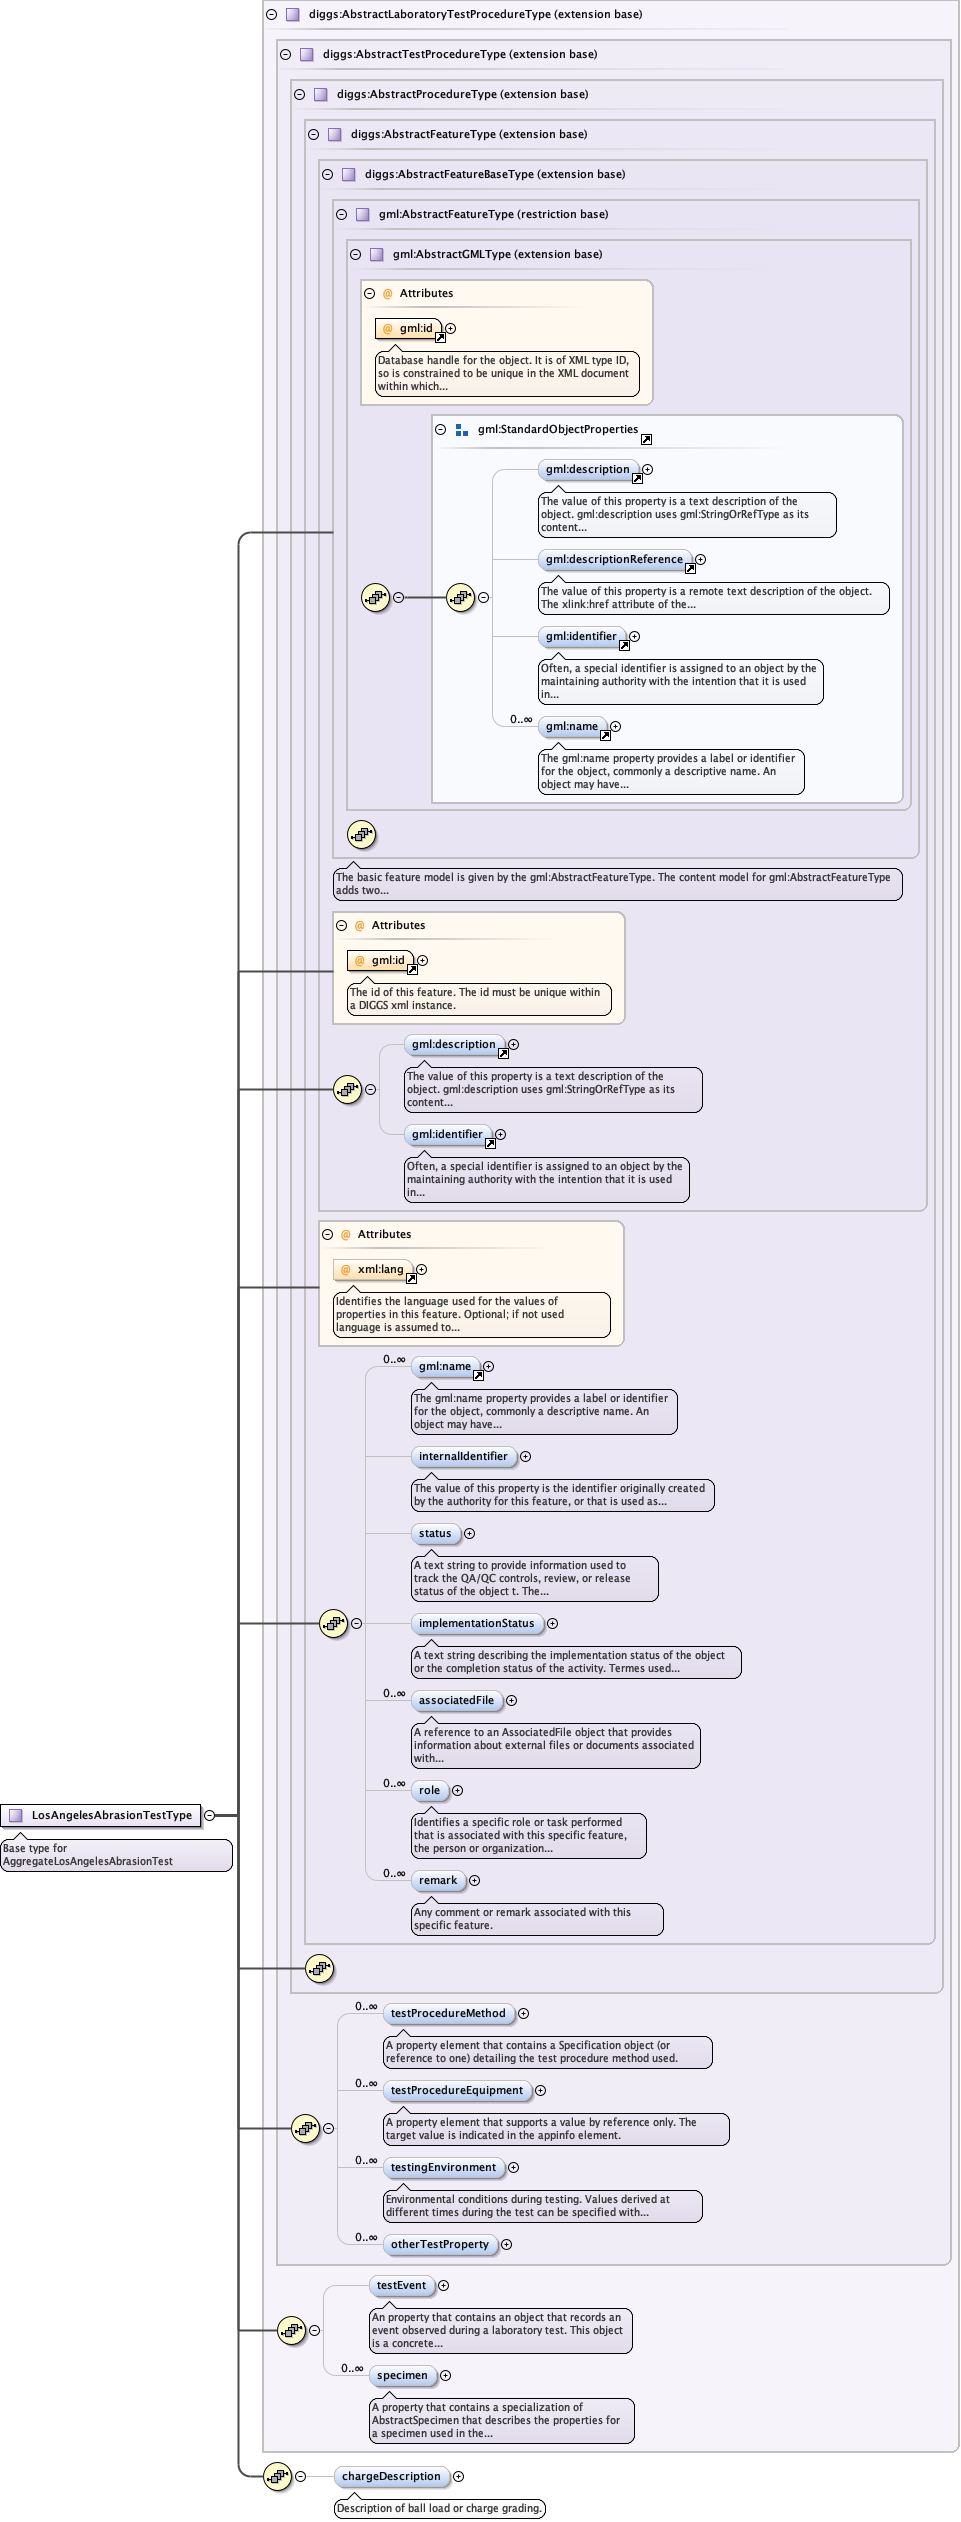 diggs:AbstractLaboratoryTestProcedureType (extension base)
diggs:AbstractTestProcedureType (extension base)
diggs:AbstractProcedureType (extension base)
diggs:AbstractFeatureType (extension base)
diggs:AbstractFeatureBaseType (extension base)
gml:AbstractFeatureType (restriction base)
gml:AbstractGMLType (extension base)
@ Attributes
@ gml:id
Database handle for the object. It is of XML type ID,
so is constrained to be unique in the XML document
within which...
gml:StandardObjectProperties
gml:description
The value of this property is a text description of the
object. gml:description uses gml:StringOrRefType as its
content...
gml:descriptionReference
The value of this property is a remote text description of the object.
The xlink:href attribute of the...
gml:identifier
Often, a special identifier is assigned to an object by the
maintaining authority with the intention that it is used
in...
0..∞
gml:name
The gml:name property provides a label or identifier
for the object, commonly a descriptive name. An
object may have...
The basic feature model is given by the gml:AbstractFeatureType. The content model for gml:AbstractFeatureType
adds two...
@ Attributes
@ gml:id
The id of this feature. The id must be unique within
a DIGGS xml instance.
gml:description
The value of this property is a text description of the
object. gml:description uses gml:StringOrRefType as its
content...
gml:identifier
Often, a special identifier is assigned to an object by the
maintaining authority with the intention that it is used
in...
@ Attributes
@ xml:lang
Identifies the language used for the values of
properties in this feature. Optional; if not used
language is assumed to...
0..∞
gml:name
The gml:name property provides a label or identifier
for the object, commonly a descriptive name. An
object may have...
internalIdentifier
The value of this property is the identifier originally created
by the authority for this feature, or that is used as...
status
A text string to provide information used to
track the QA/QC controls, review, or release
status of the object t. The...
implementationStatus
A text string describing the implementation status of the object
or the completion status of the activity. Termes used...
0..∞
associatedFile
A reference to an AssociatedFile object that provides
information about external files or documents associated
with...
0..∞
role
Identifies a specific role or task performed
that is associated with this specific feature,
the person or organization...
LosAngelesAbrasionTestType
Base type for
AggregateLosAngelesAbrasionTest
0..∞
remark
Any comment or remark associated with this
specific feature.
0..∞
testProcedureMethod
A property element that contains a Specification object (or
reference to one) detailing the test procedure method used.
0..∞
testProcedureEquipment
A property element that supports a value by reference only. The
target value is indicated in the appinfo element.
0..∞
testingEnvironment
Environmental conditions during testing. Values derived at
different times during the test can be specified with...
0..∞
otherTestProperty
testEvent
An property that contains an object that records an
event observed during a laboratory test. This object
is a concrete...
0..∞
specimen
A property that contains a specialization of
AbstractSpecimen that describes the properties for
a specimen used in the...
chargeDescription
Description of ball load or charge grading.